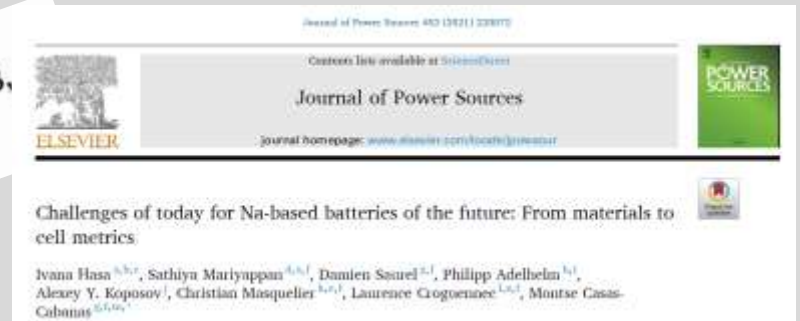 Journal of Power Sources 482 (2021) 228872
Contents lists available at ScienceDirect
Journal of Power Sources
journal homepage: www.elsevier.com/locate/jpowsour
ELSEVIER
POWER
SOURCES
Challenges of today for Na-based batteries of the future: From materials to
cell metrics
Ivana Hasa, Sathiya Mariyappan, Damien Saurel, Philipp Adelhelm,
Alexey Y. Koposov, Christian Masquelier, Laurence Croguennec, Montse Casas-
Cabanas